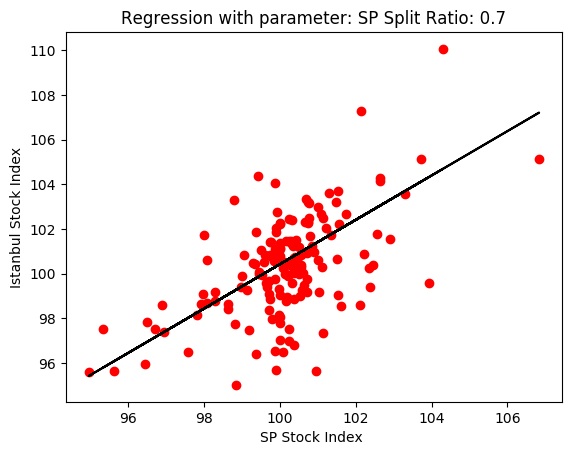 Regression with parameter: SP Split Ratio: 0.7
110
108
106
104
102
100
98
96
Istanbul Stock Index
96 98 100 102 104 106
SP Stock Index